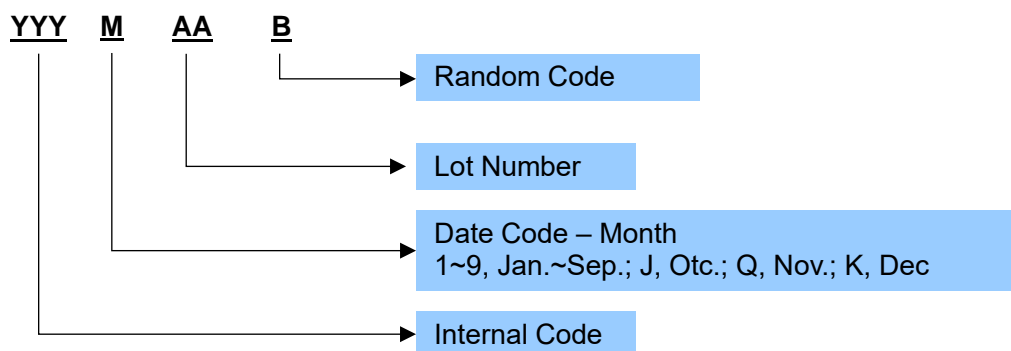 YYY M AA B
Random Code
Lot Number
Date Code – Month
1~9, Jan.~Sep.; J, Otc.; Q, Nov.; K, Dec
Internal Code